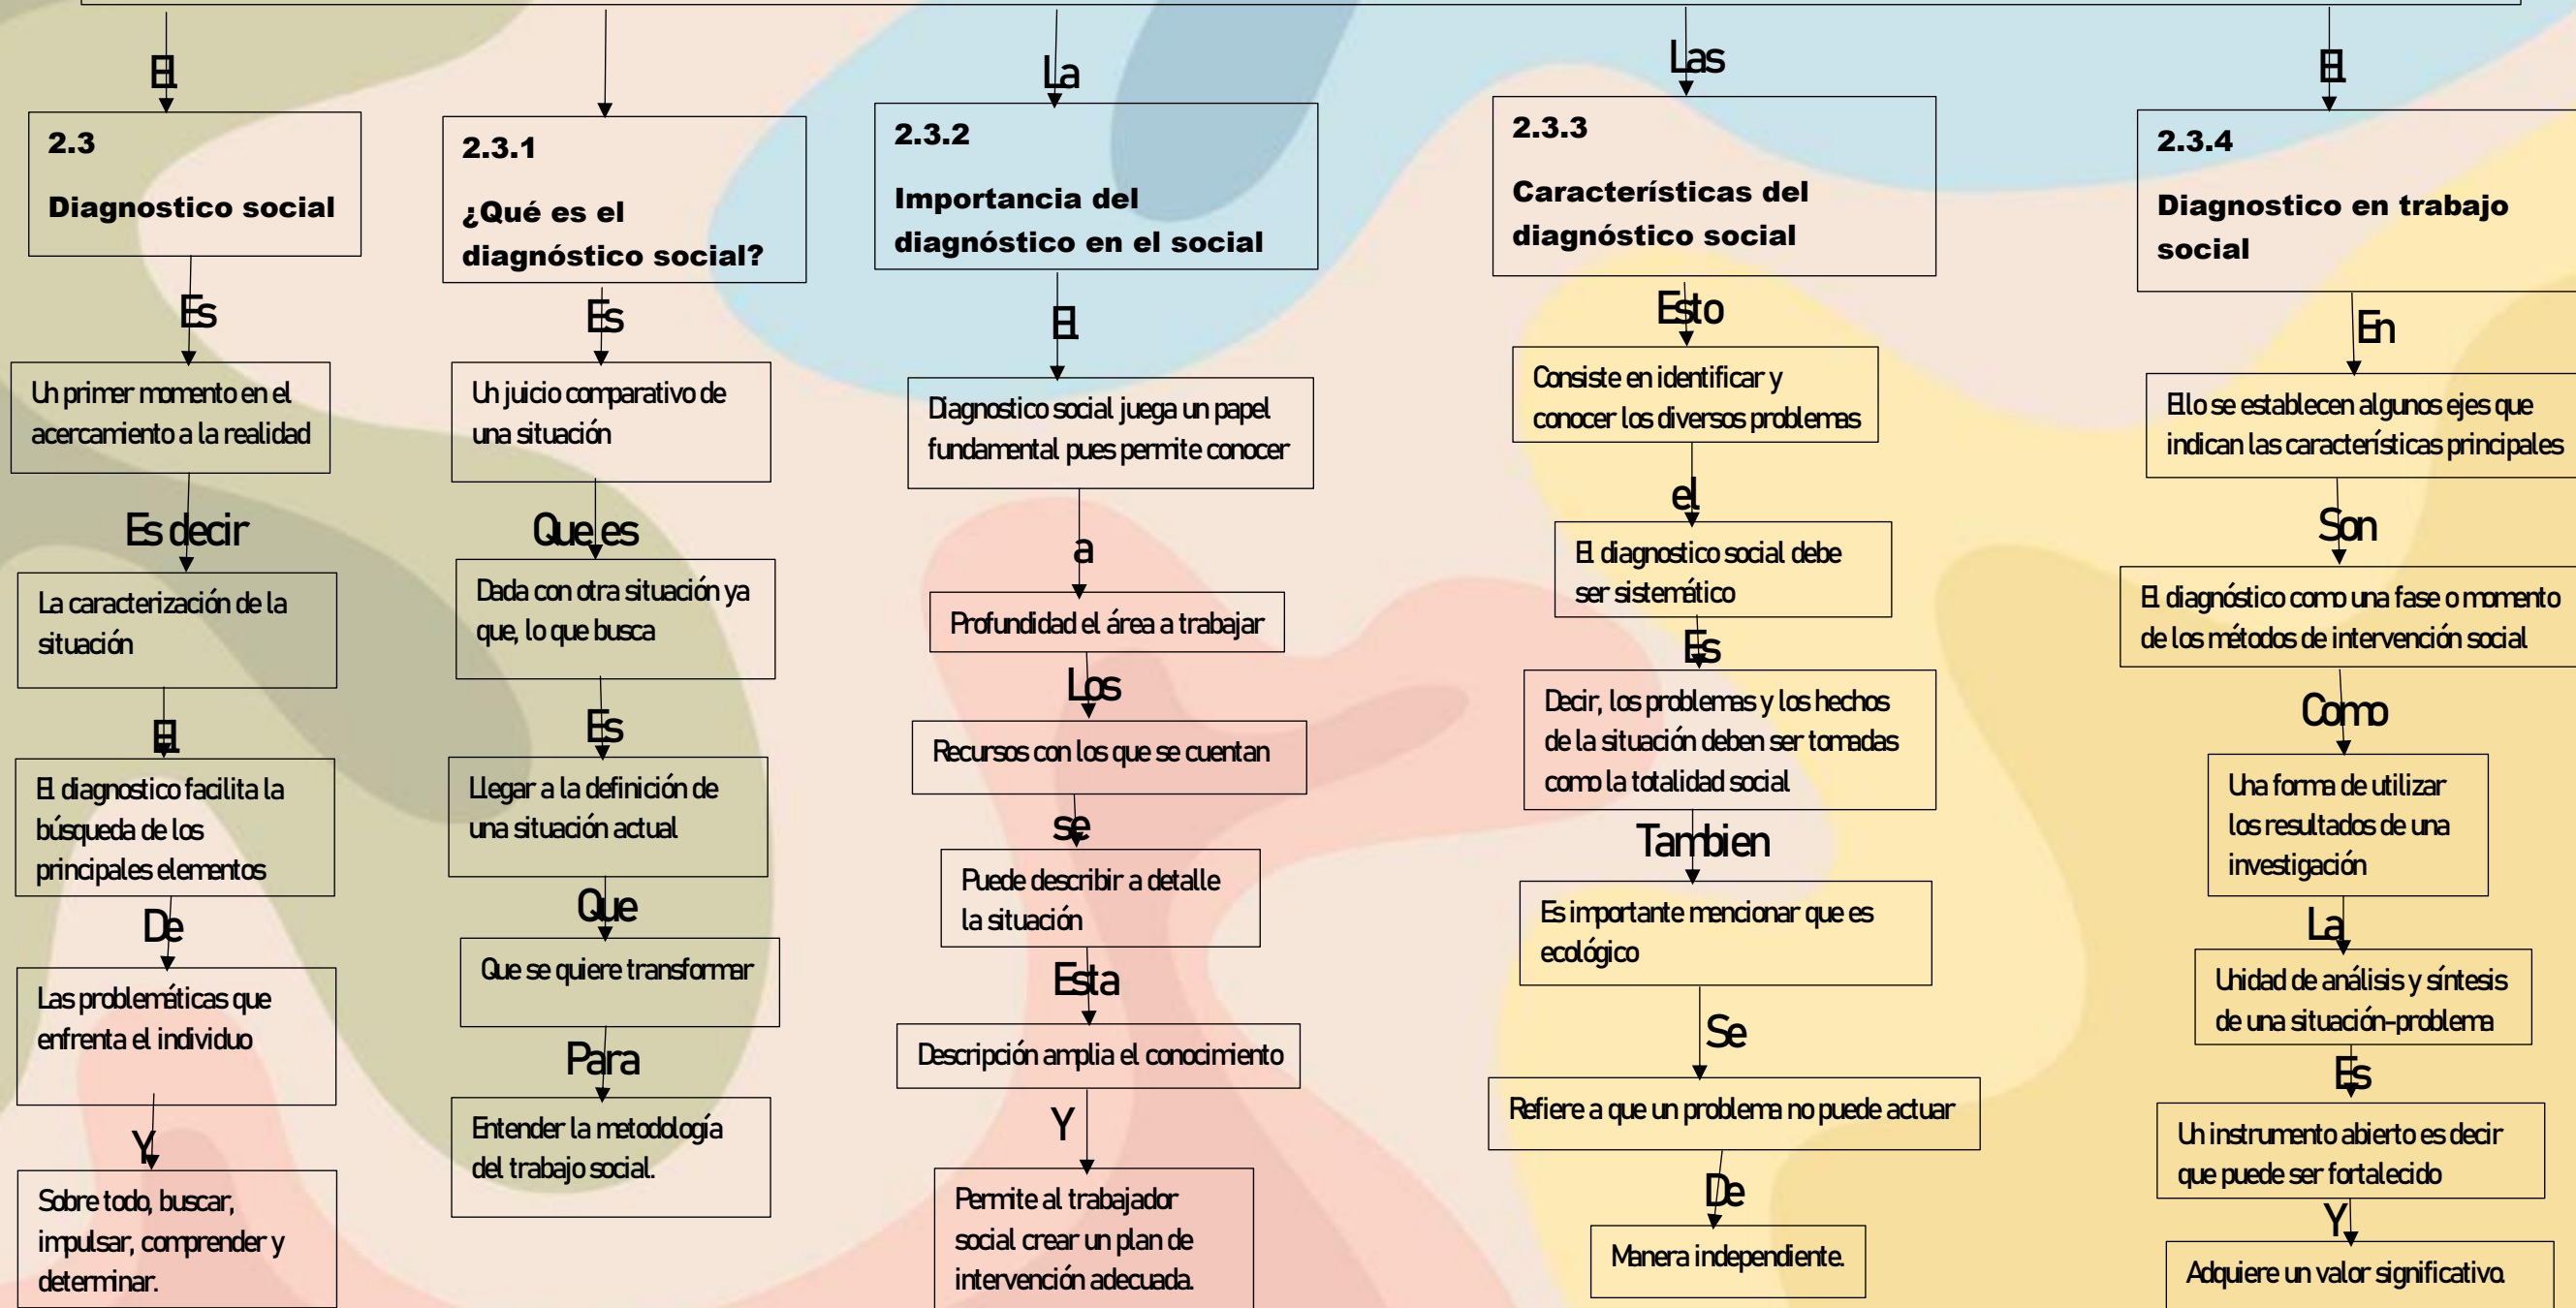 El
2.3
Diagnostico social
Es
Un primer momento en el
acercamiento a la realidad
Es decir
La caracterización de la
situación
El
El diagnostico facilita la
búsqueda de los
principales elementos
De
Las problemáticas que
enfrenta el individuo
Y
Sobre todo, buscar,
impulsar, comprender y
determinar.
2.3.1
¿Qué es el
diagnóstico social?
Es
Un juicio comparativo de
una situación
Que es
Dada con otra situación ya
que, lo que busca
Es
Llegar a la definición de
una situación actual
Que
Que se quiere transformar
Para
Entender la metodología
del trabajo social.
La
2.3.2
Importancia del
diagnóstico en el social
El
Diagnostico social juega un papel
fundamental pues permite conocer
a
Profundidad el área a trabajar
Los
Recursos con los que se cuentan
se
Puede describir a detalle
la situación
Esta
Descripción amplia el conocimiento
Y
Permite al trabajador
social crear un plan de
intervención adecuada.
Las
2.3.3
Características del
diagnóstico social
Esto
Consiste en identificar y
conocer los diversos problemas
el
El diagnostico social debe
ser sistemático
Es
Decir, los problemas y los hechos
de la situación deben ser tomadas
como la totalidad social
Tambien
Es importante mencionar que es
ecológico
Se
Refiere a que un problema no puede actuar
De
Manera independiente.
El
2.3.4
Diagnostico en trabajo
social
En
Ello se establecen algunos ejes que
indican las características principales
Son
El diagnóstico como una fase o momento
de los métodos de intervención social
Como
Una forma de utilizar
los resultados de una
investigación
La
Unidad de análisis y síntesis
de una situación-problema
Es
Un instrumento abierto es decir
que puede ser fortalecido
Y
Adquiere un valor significativo.